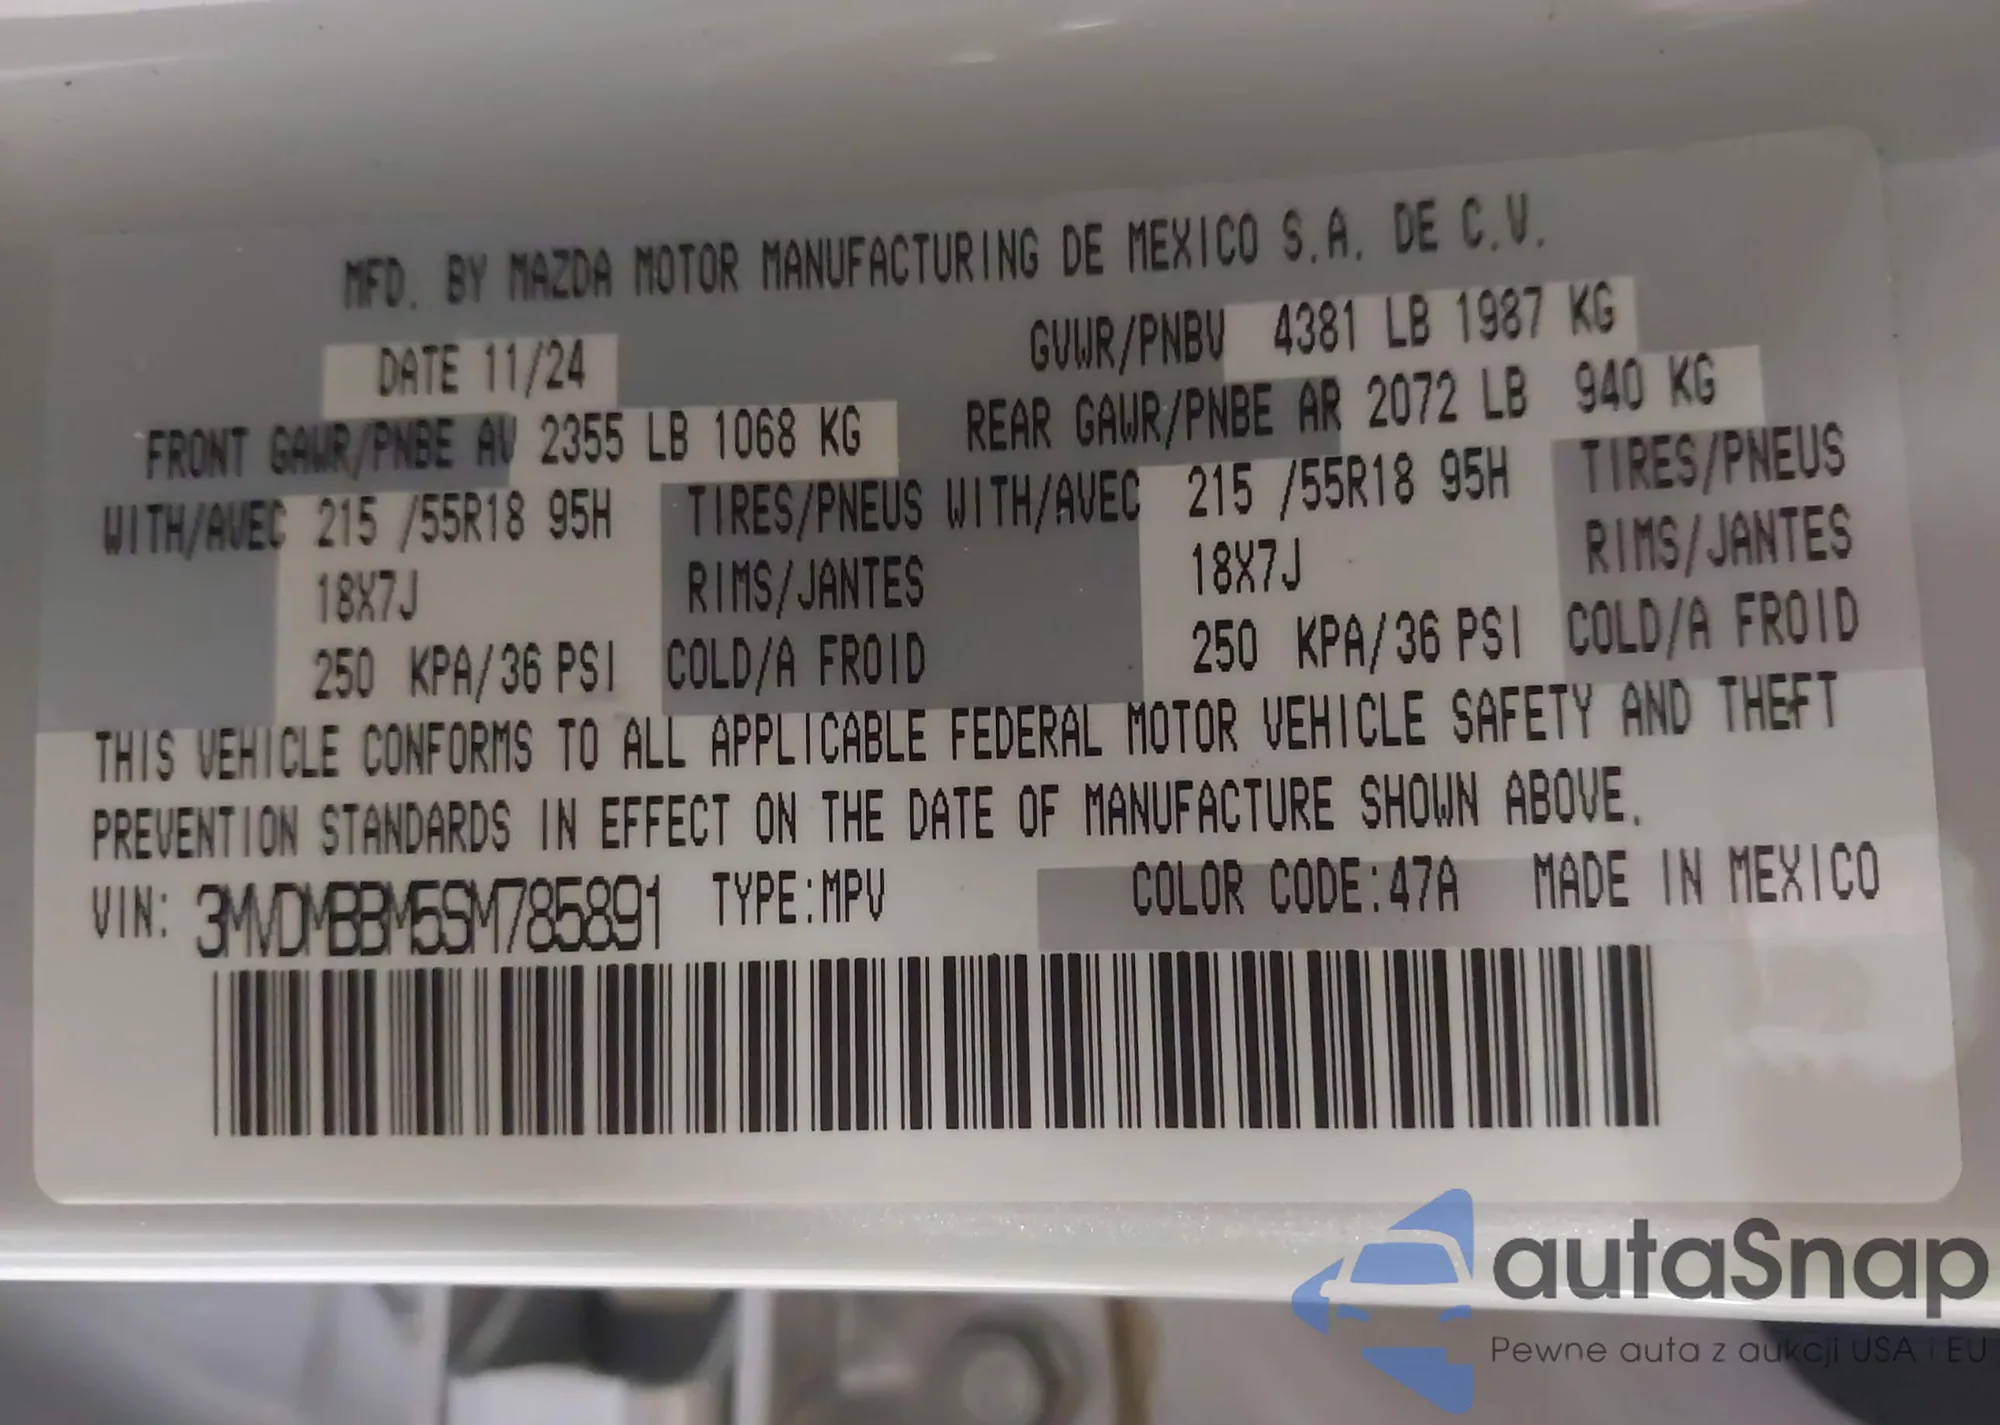 MFD. BY MAZDA MOTOR MANUFACTURING DE MEXICO S.A. DE C.V.
DATE 11/24 GVWR/PNBV 4381 LB 1987 KG
FRONT GAWR/PNBE AV 2355 LB 1068 KG REAR GAWR/PNBE AR 2072 LB 940 KG
WITH/AVEC 215 /55R18 95H TIRES/PNEUS WITH/AVEC 215 /55R18 95H TIRES/PNEUS
18X7J RIMS/JANTES 18X7J RIMS/JANTES
250 KPA/36 PSI COLD/A FROID 250 KPA/36 PSI COLD/A FROID
THIS VEHICLE CONFORMS TO ALL APPLICABLE FEDERAL MOTOR VEHICLE SAFETY AND THEFT
PREVENTION STANDARDS IN EFFECT ON THE DATE OF MANUFACTURE SHOWN ABOVE.
VIN: 3MVDMBBM5SM785891 TYPE:MPV COLOR CODE:47A MADE IN MEXICO
autaSnap
Pewne auta z aukcji USA i EU